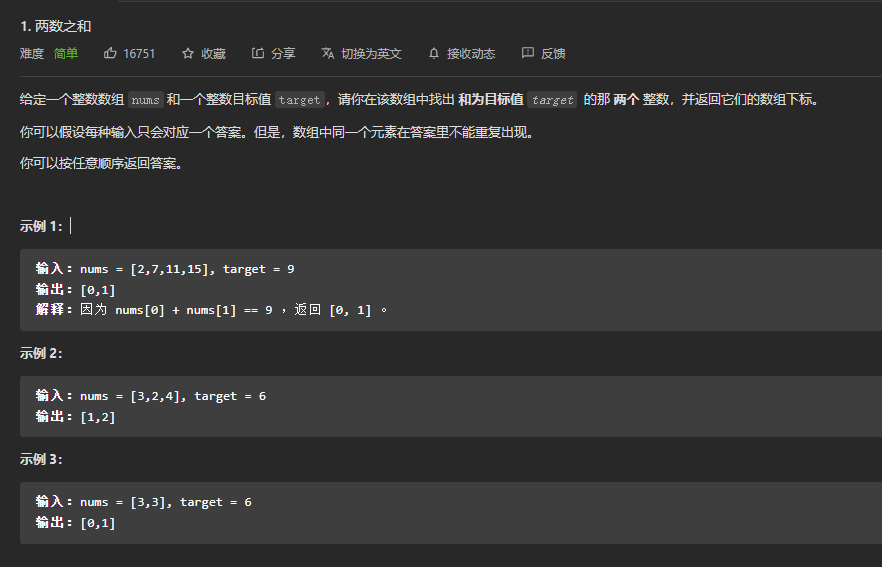 1. 两数之和
难度 简单 16751 收藏 分享 切换为英文 接收动态 反馈
给定一个整数数组 nums 和一个整数目标值 target，请你在该数组中找出 和为目标值 target 的那 两个 整数，并返回它们的数组下标。
你可以假设每种输入只会对应一个答案。但是，数组中同一个元素在答案里不能重复出现。
你可以按任意顺序返回答案。
示例 1：
输入：nums = [2,7,11,15], target = 9
输出：[0,1]
解释：因为 nums[0] + nums[1] == 9 ，返回 [0, 1] 。
示例 2：
输入：nums = [3,2,4], target = 6
输出：[1,2]
示例 3：
输入：nums = [3,3], target = 6
输出：[0,1]